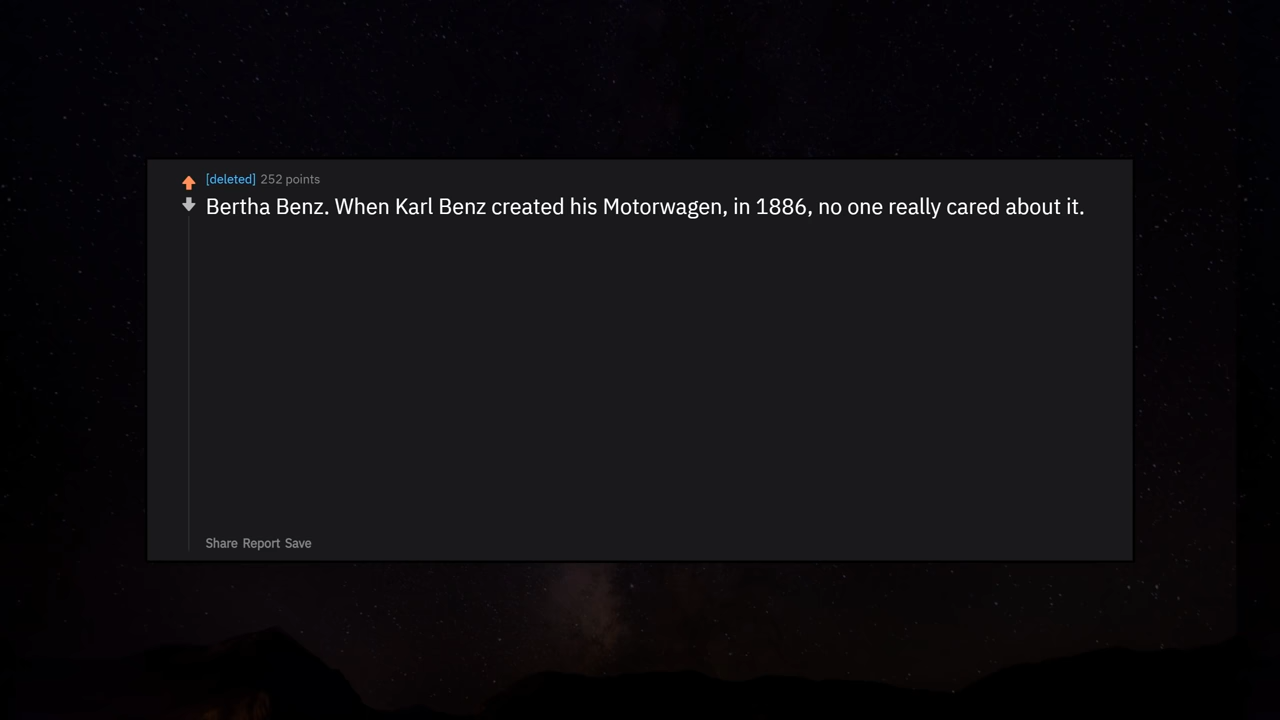 [deleted] 252 points
Bertha Benz. When Karl Benz created his Motorwagen, in 1886, no one really cared about it.
Share Report Save